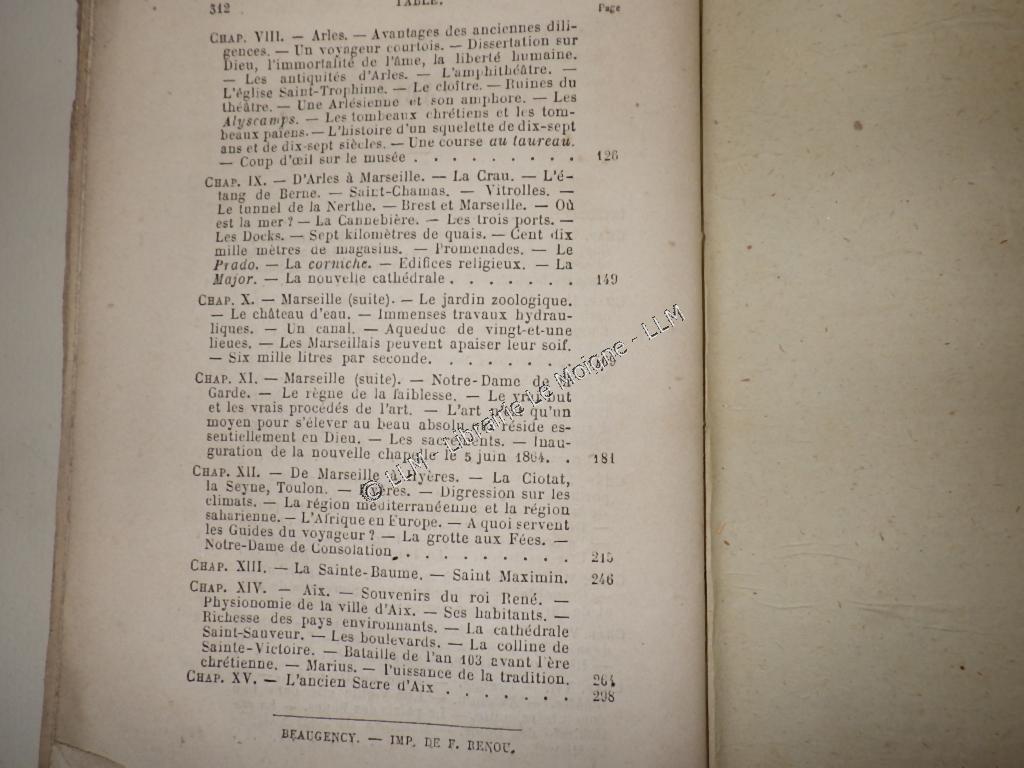 312
TABLE.
Page
CHAP. VIII. — Arles. — Avantages des anciennes dili-
gences. — Un voyageur courtois. — Dissertation sur
Dieu, l'immortalité de l'âme, la liberté humaine.
— Les antiquités d'Arles. — L'amphithéâtre. —
L'église Saint-Trophime. — Le cloître. — Ruines du
théâtre. — Une Arlésienne et son amphore. — Les
Alyscamps. — Les tombeaux chrétiens et les tom-
beaux païens. — L'histoire d'un squelette de dix-sept
ans et de dix-sept siècles. — Une course au taureau.
— Coup d'œil sur le musée . . . . . . . . . 126
CHAP. IX. — D'Arles à Marseille. — La Crau. — L'é-
tang de Berne. — Saint-Chamas. — Vitrolles. —
Le tunnel de la Nerthe. — Brest et Marseille. — Où
est la mer ? — La Cannebière. — Les trois ports. —
Les Docks. — Sept kilomètres de quais. — Cent dix
mille mètres de magasins. — Promenades. — Le
Prado. — La corniche. — Edifices religieux. — La
Major. — La nouvelle cathédrale . . . . . . . 149
CHAP. X. — Marseille (suite). — Le jardin zoologique.
— Le château d'eau. — Immenses travaux hydrau-
liques. — Un canal. — Aqueduc de vingt-et-une
lieues. — Les Marseillais peuvent apaiser leur soif.
— Six mille litres par seconde. . . . . . . .
CHAP. XI. — Marseille (suite). — Notre-Dame de la
Garde. — Le règne de la faiblesse. — Le vrai but
et les vrais procédés de l'art. — L'art n'est qu'un
moyen pour s'élever au beau absolu qui réside es-
sentiellement en Dieu. — Les sacrements. — Inau-
guration de la nouvelle chapelle le 5 juin 1864. . 181
CHAP. XII. — De Marseille à Hyères. — La Ciotat,
la Seyne, Toulon. — Hyères. — Digression sur les
climats. — La région méditerranéenne et la région
saharienne. — L'Afrique en Europe. — A quoi servent
les Guides du voyageur ? — La grotte aux Fées. —
Notre-Dame de Consolation. . . . . . . . . 215
CHAP. XIII. — La Sainte-Baume. — Saint Maximin. 246
CHAP. XIV. — Aix. — Souvenirs du roi René. —
Physionomie de la ville d'Aix. — Ses habitants. —
Richesse des pays environnants. — La cathédrale
Saint-Sauveur. — Les boulevards. — La colline de
Sainte-Victoire. — Bataille de l'an 103 avant l'ère
chrétienne. — Marius. — Puissance de la tradition. 264
CHAP. XV. — L'ancien Sacre d'Aix . . . . . . . 298
BEAUGENCY. — IMP. DE F. RENOU.
© LLM - Librairie Le Moigne - LLM